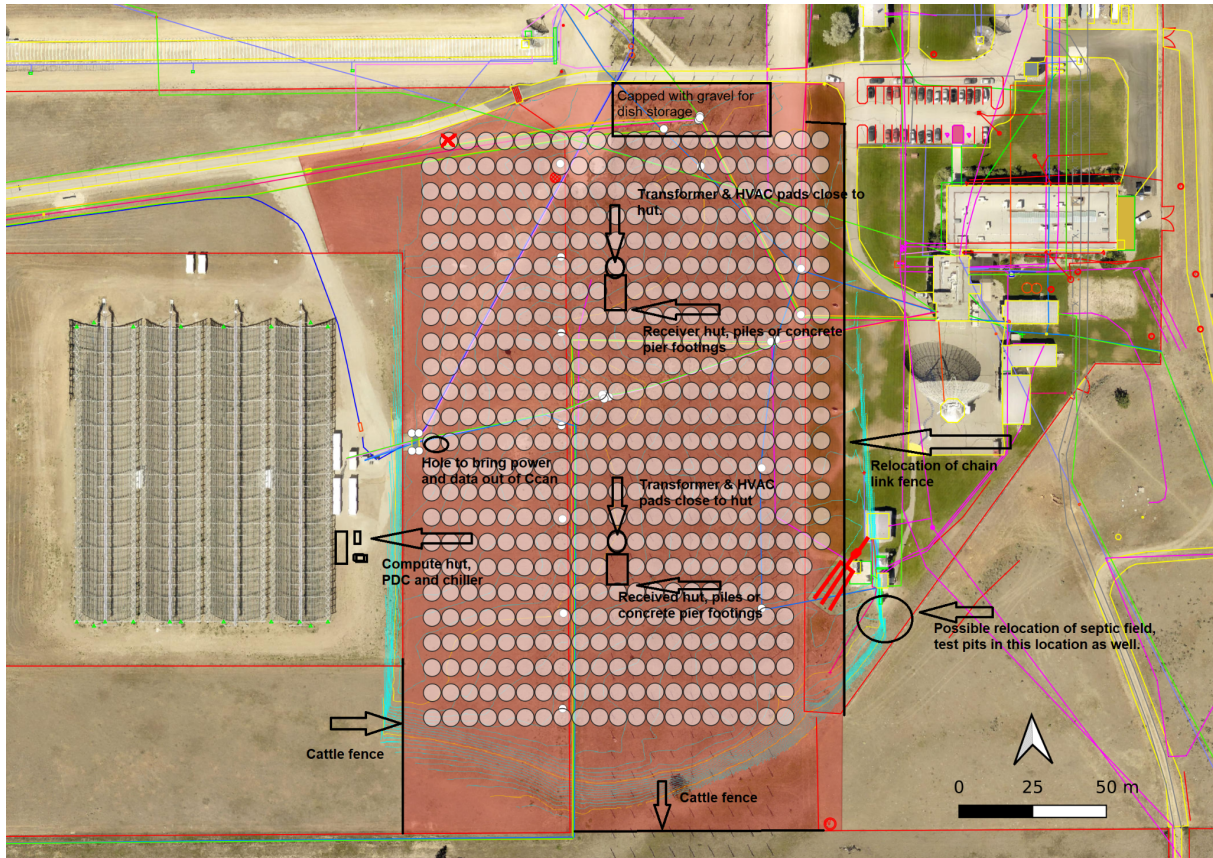 Capped with gravel for
dish storage
Transformer & HVAC pads close to
hut.
Receiver hut, piles or concrete
pier footings
Hole to bring power
and data out of Ccan
Relocation of chain
link fence
Transformer & HVAC
pads close to hut
Compute hut,
PDC and chiller
Received hut, piles or
concrete pier footings
Possible relocation of septic field,
test pits in this location as well.
Cattle fence
Cattle fence
0 25 50 m